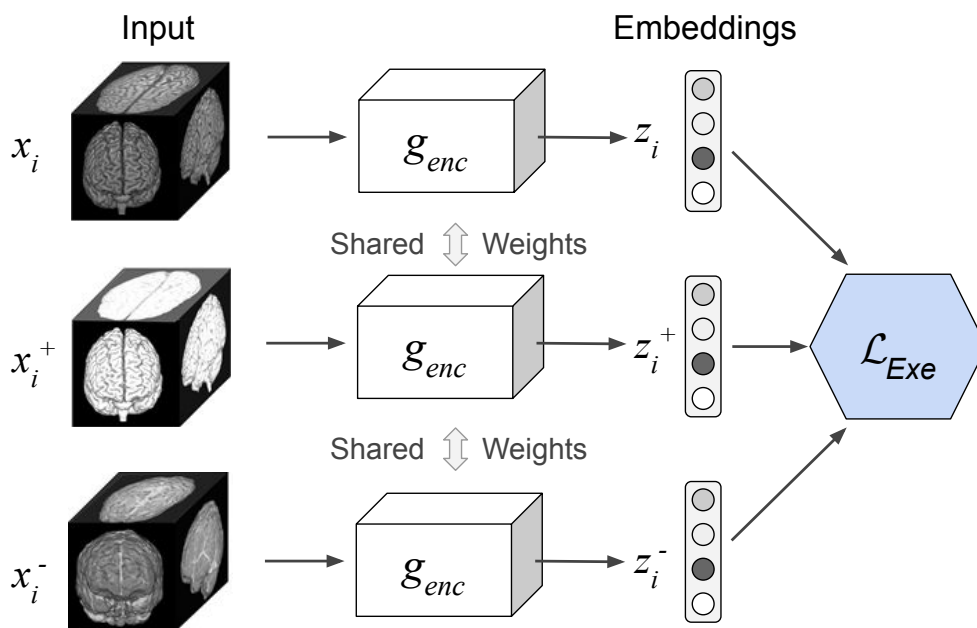 Input Embeddings
x_i g_enc z_i
Shared Weights
x_i^+ g_enc z_i^+ ℒ_Exe
Shared Weights
x_i^- g_enc z_i^-